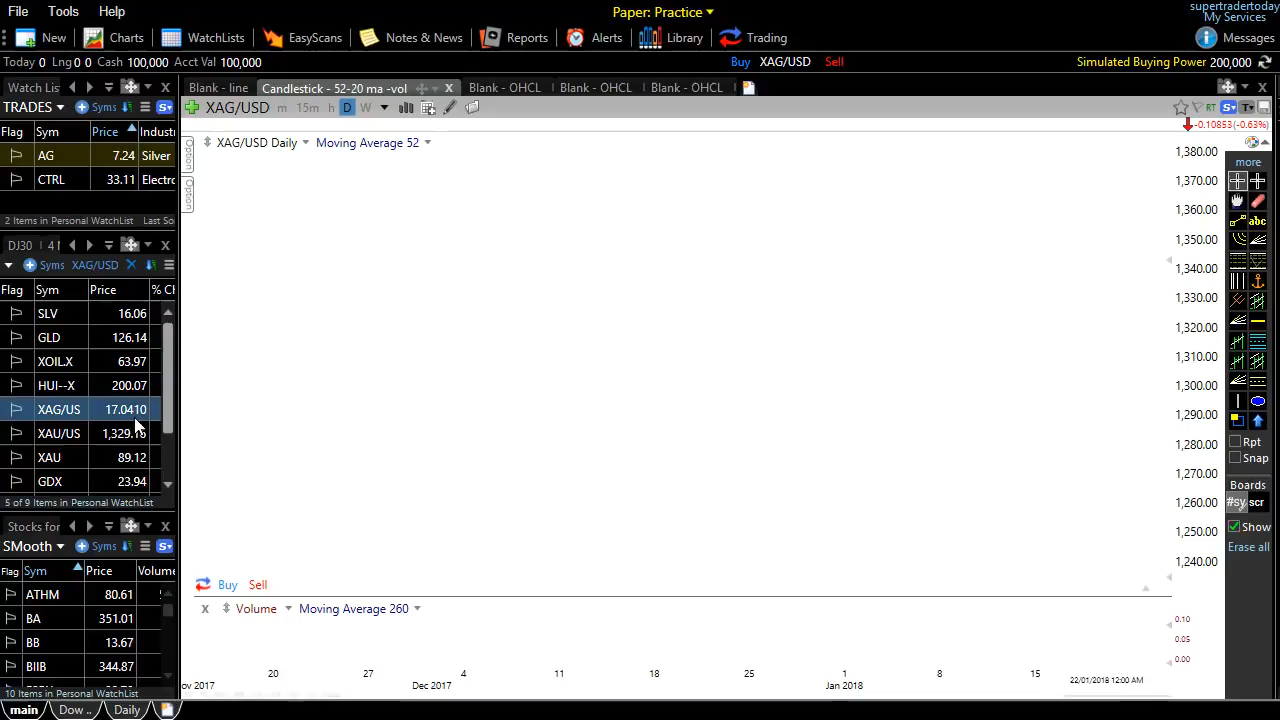 File Tools Help Paper: Practice supertradertoday
My Services
New Charts WatchLists EasyScans Notes & News Reports Alerts Library Trading Messages
Today 0 Lng 0 0 Cash 100,000 Acct Val 100,000 Buy XAG/USD Sell Simulated Buying Power 200,000
Watch Lis Blank - line Candlestick - 52-20 ma -vol Blank - OHCL Blank - OHCL Blank - OHCL
TRADES Syms XAG/USD m 15m h D W RT
Flag Sym Price Industr
-0.10853(-0.63%)
AG 7.24 Silver
CTRL 33.11 Electro
2 Items in Personal WatchList Last So
XAG/USD Daily Moving Average 52
Option
Option
1,380.00
1,370.00
1,360.00
1,350.00
1,340.00
1,330.00
1,320.00
1,310.00
1,300.00
1,290.00
1,280.00
1,270.00
1,260.00
1,250.00
1,240.00
more
abc
Rpt
Snap
Boards
#sy scr
Show
Erase all
DJ30
Syms XAG/USD
Flag Sym Price % Ch
SLV 16.06
GLD 126.14
XOIL.X 63.97
HUI--X 200.07
XAG/US 17.0410
XAU/US
XAU 89.12
GDX 23.94
5 of 9 Items in Personal WatchList
Stocks for
SMooth Syms
Flag Sym Price Volume
ATHM 80.61
BA 351.01
BB 13.67
BIIB 344.87
10 Items in Personal WatchList
Buy Sell
Volume Moving Average 260
0.10
0.05
0.00
20 27 4 11 18 25 1 8 15
ov 2017 Dec 2017 Jan 2018 22/01/2018 12:00 AM
main Dow .. Daily